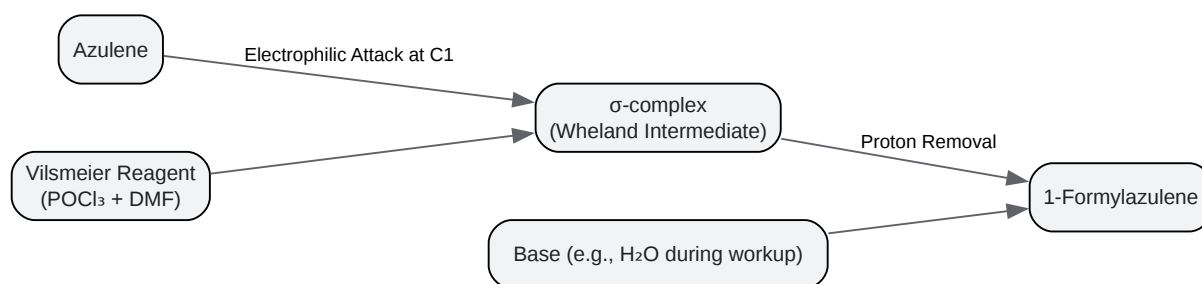 Azulene
Electrophilic Attack at C1
σ-complex
(Wheland Intermediate)
Vilsmeier Reagent
(POCl₃ + DMF)
Proton Removal
1-Formylazulene
Base (e.g., H₂O during workup)